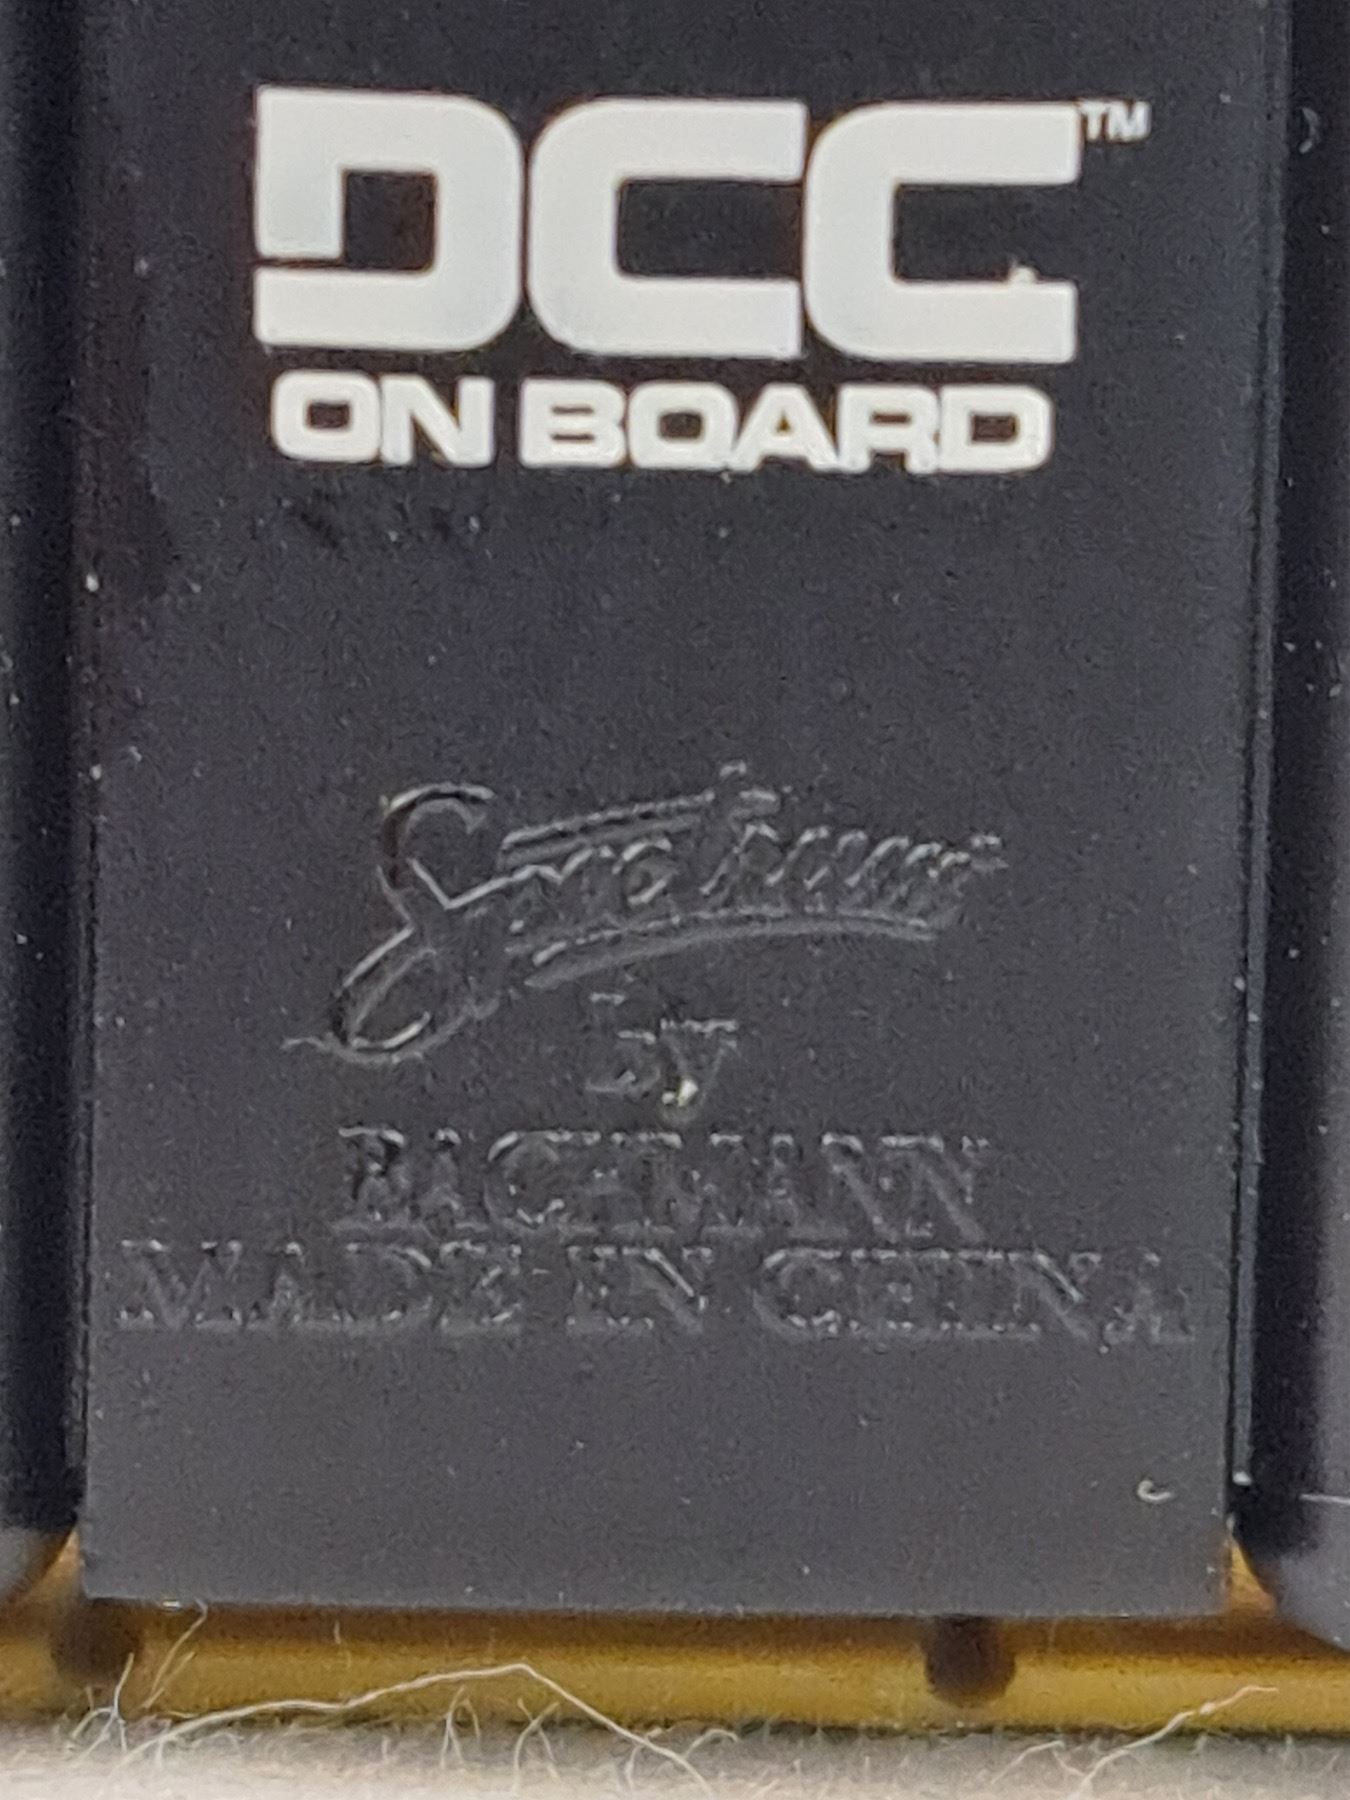 DCC™
ON BOARD
Spectrum
by
BACHMANN
MADE IN CHINA